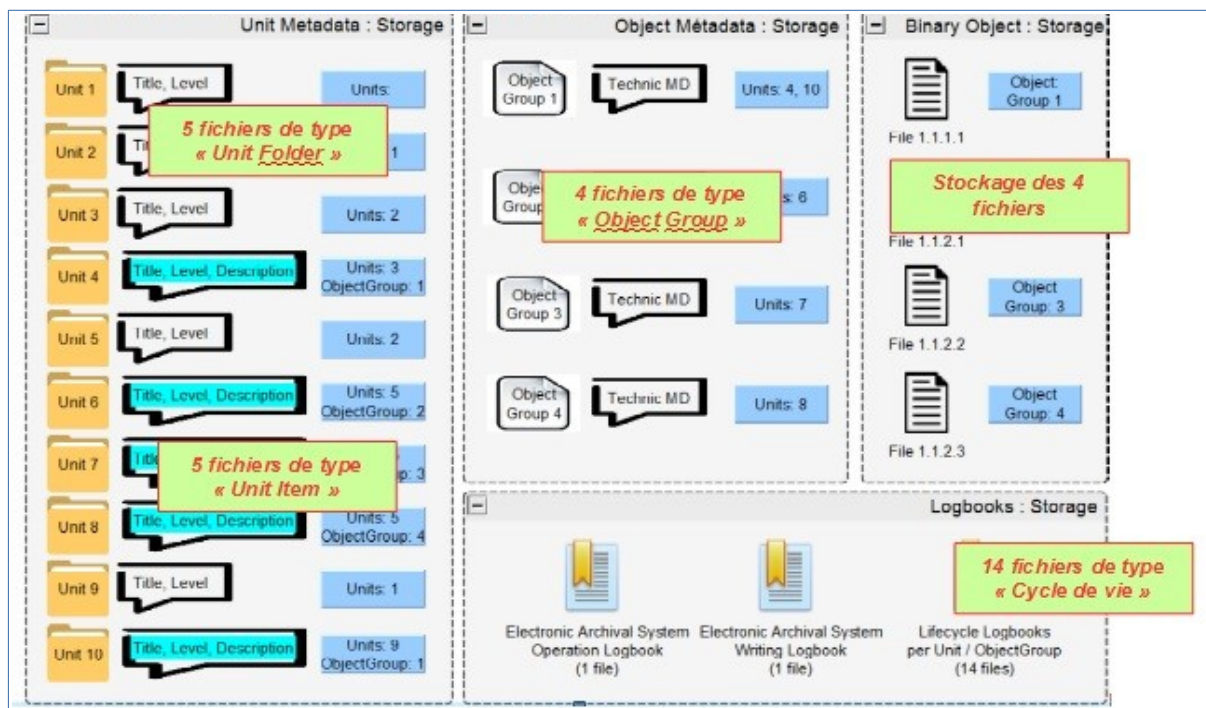 Unit Metadata : Storage
Unit 1
Title, Level
Units:
5 fichiers de type
« Unit Folder »
Unit 2
1
Unit 3
Title, Level
Units: 2
Unit 4
Title, Level, Description
Units: 3
ObjectGroup: 1
Unit 5
Title, Level
Units: 2
Unit 6
Title, Level, Description
Units: 5
ObjectGroup: 2
Unit 7
5 fichiers de type
« Unit Item »
p: 3
Unit 8
Title, Level, Description
Units: 5
ObjectGroup: 4
Unit 9
Title, Level
Units: 1
Unit 10
Title, Level, Description
Units: 9
ObjectGroup: 1
Object Métadata : Storage
Object
Group 1
Technic MD
Units: 4, 10
Group
s: 6
4 fichiers de type
« Object Group »
Object
Group 3
Technic MD
Units: 7
Object
Group 4
Technic MD
Units: 8
Binary Object : Storage
Object:
Group 1
File 1.1.1.1
Stockage des 4
fichiers
File 1.1.2.1
Object
Group: 3
File 1.1.2.2
Object
Group: 4
File 1.1.2.3
Logbooks : Storage
14 fichiers de type
« Cycle de vie »
Electronic Archival System
Operation Logbook
(1 file)
Electronic Archival System
Writing Logbook
(1 file)
Lifecycle Logbooks
per Unit / ObjectGroup
(14 files)